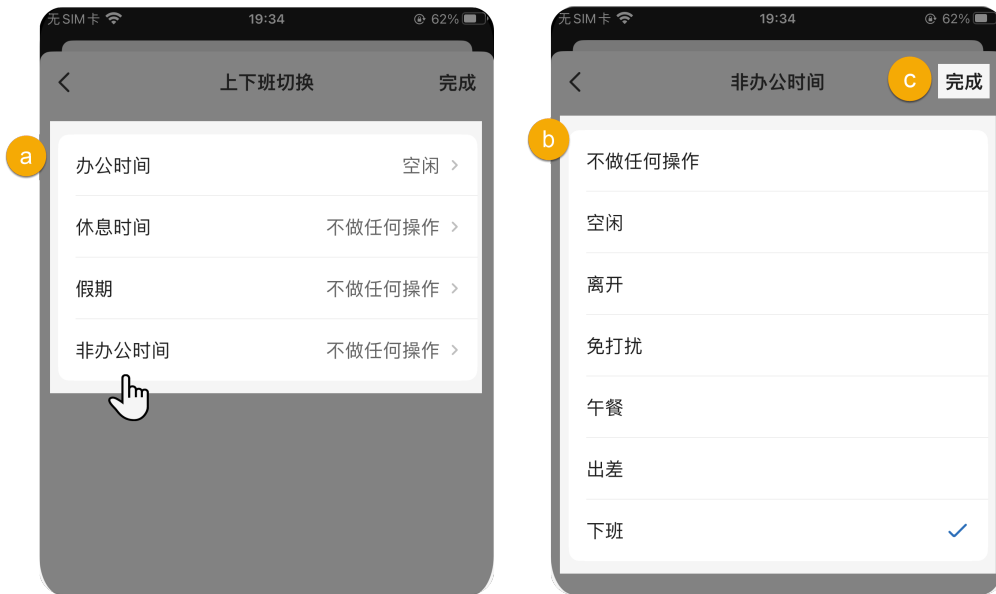 无SIM卡 19:34 62%
上下班切换 完成
a
办公时间 空闲
休息时间 不做任何操作
假期 不做任何操作
非办公时间 不做任何操作
无SIM卡 19:34 62%
非办公时间 c 完成
b
不做任何操作
空闲
离开
免打扰
午餐
出差
下班